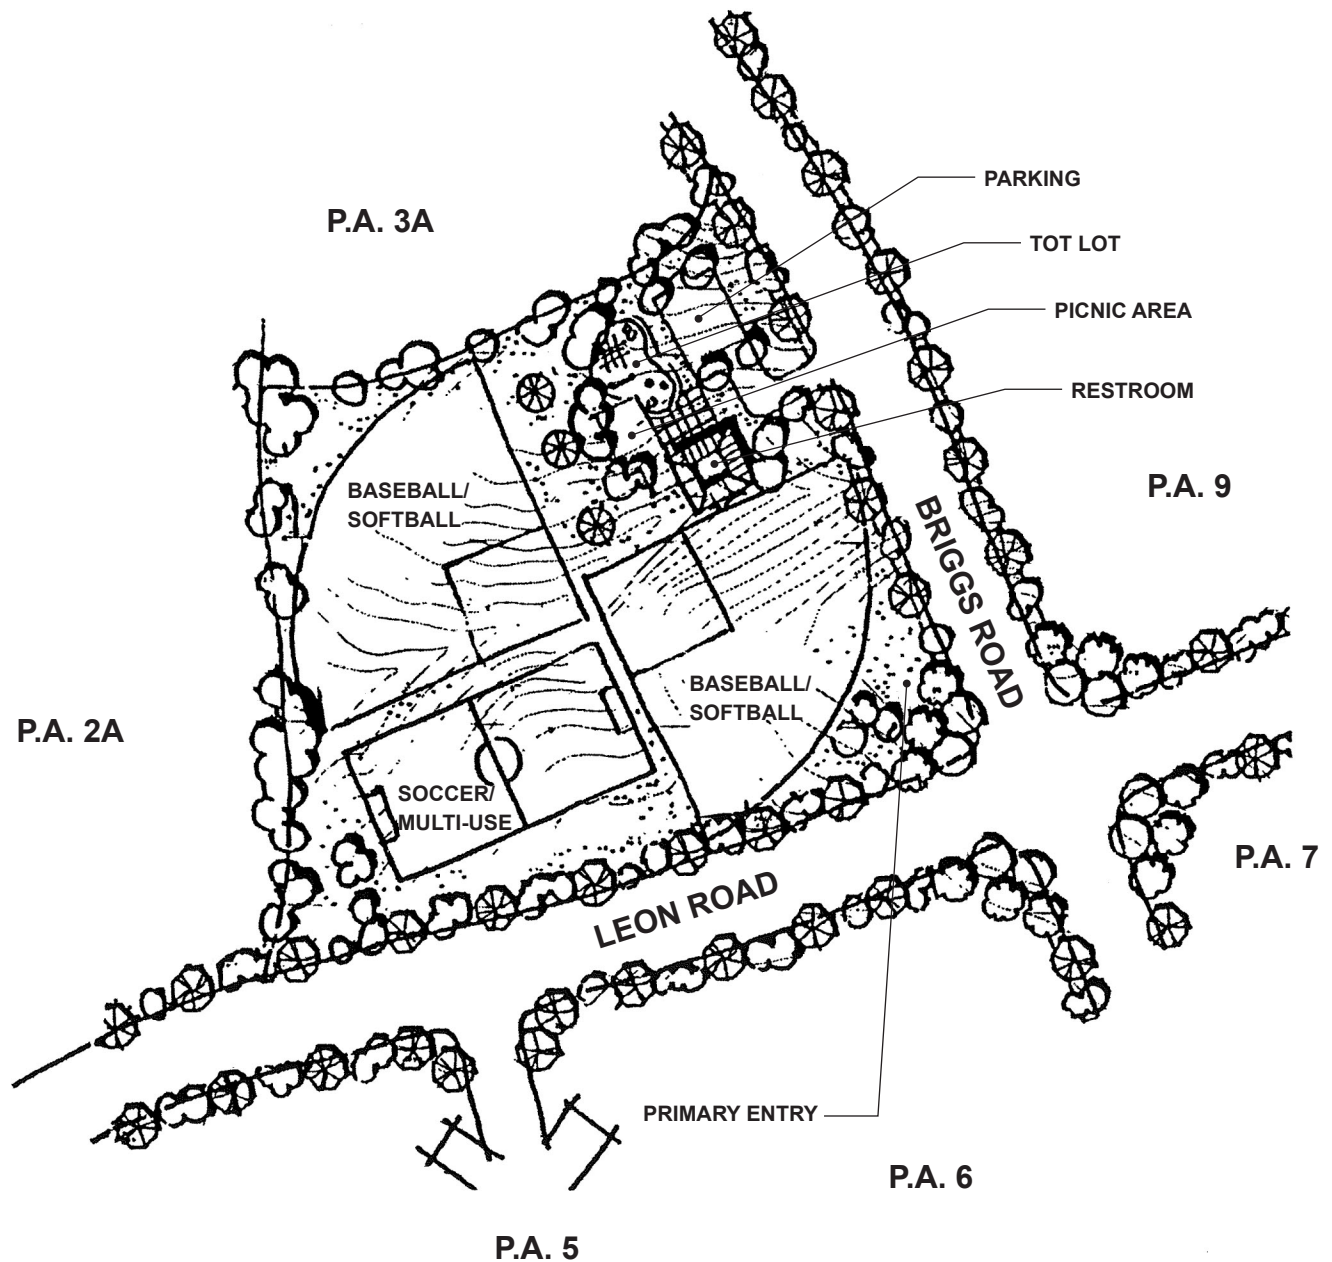 PARKING
P.A. 3A
TOT LOT
PICNIC AREA
RESTROOM
P.A. 9
BASEBALL/
SOFTBALL
BRIGGS ROAD
BASEBALL/
SOFTBALL
P.A. 2A
SOCCER/
MULTI-USE
P.A. 7
LEON ROAD
PRIMARY ENTRY
P.A. 6
P.A. 5